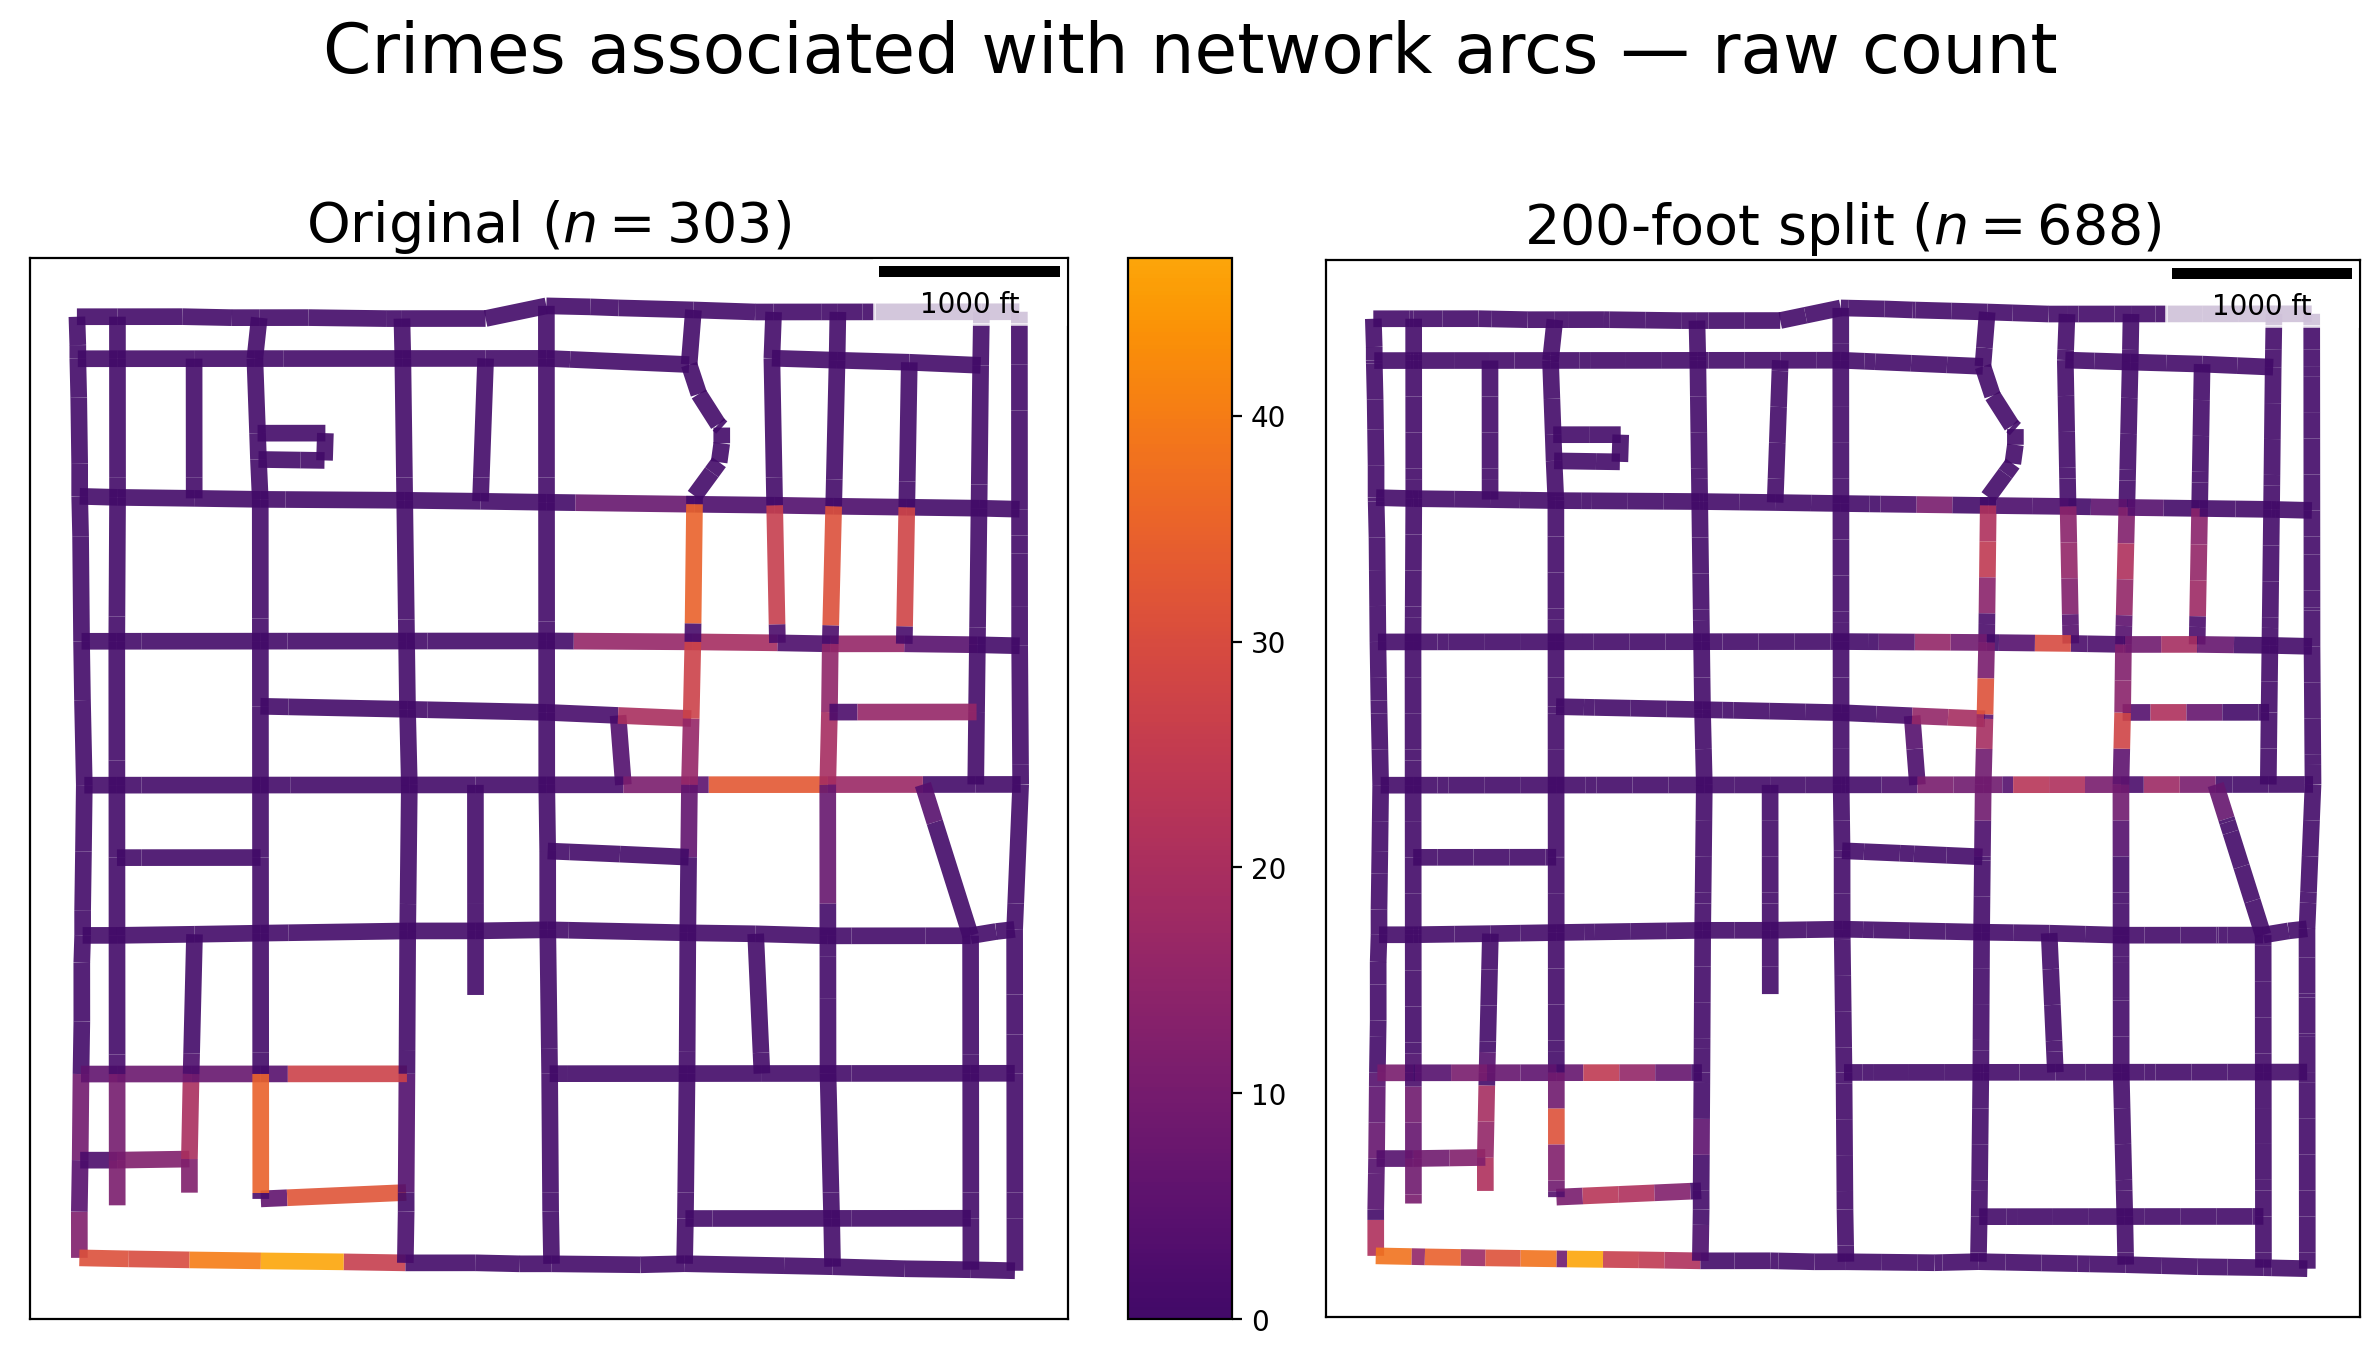 Crimes associated with network arcs — raw count
Original (n = 303)
200-foot split (n = 688)
1000 ft
1000 ft
40
30
20
10
0